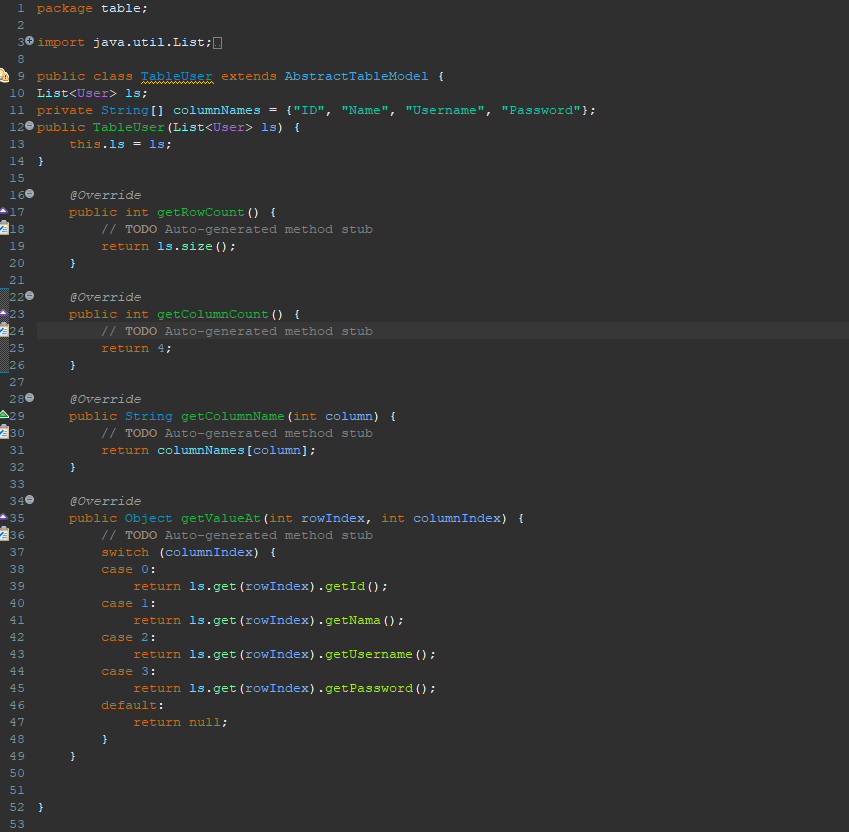 1 package table;
2
3 import java.util.List;
8
9 public class TableUser extends AbstractTableModel {
10 List<User> ls;
11 private String[] columnNames = {"ID", "Name", "Username", "Password"};
12 public TableUser(List<User> ls) {
13     this.ls = ls;
14 }
15
16     @Override
17     public int getRowCount() {
18         // TODO Auto-generated method stub
19         return ls.size();
20     }
21
22     @Override
23     public int getColumnCount() {
24         // TODO Auto-generated method stub
25         return 4;
26     }
27
28     @Override
29     public String getColumnName(int column) {
30         // TODO Auto-generated method stub
31         return columnNames[column];
32     }
33
34     @Override
35     public Object getValueAt(int rowIndex, int columnIndex) {
36         // TODO Auto-generated method stub
37         switch (columnIndex) {
38         case 0:
39             return ls.get(rowIndex).getId();
40         case 1:
41             return ls.get(rowIndex).getNama();
42         case 2:
43             return ls.get(rowIndex).getUsername();
44         case 3:
45             return ls.get(rowIndex).getPassword();
46         default:
47             return null;
48         }
49     }
50
51
52 }
53